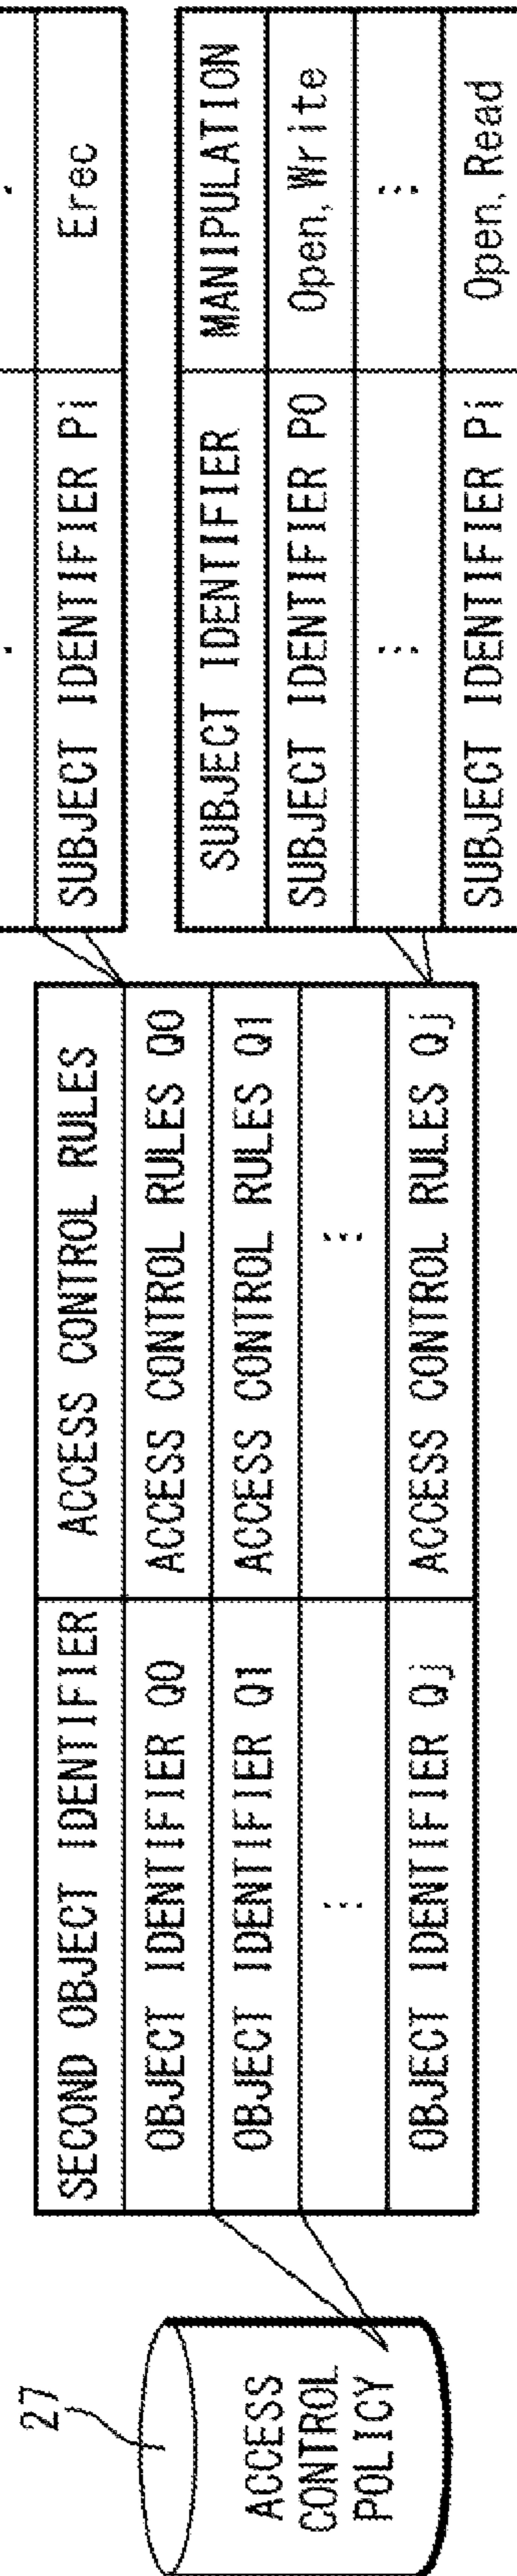 27
ACCESS
CONTROL
POLICY
SECOND OBJECT IDENTIFIER ACCESS CONTROL RULES
OBJECT IDENTIFIER Q0 ACCESS CONTROL RULES Q0
OBJECT IDENTIFIER Q1 ACCESS CONTROL RULES Q1
⋮ ⋮
OBJECT IDENTIFIER Qj ACCESS CONTROL RULES Qj
SUBJECT IDENTIFIER Pi Erec
SUBJECT IDENTIFIER MANIPULATION
SUBJECT IDENTIFIER P0 Open, Write
⋮ ⋮
SUBJECT IDENTIFIER Pi Open, Read